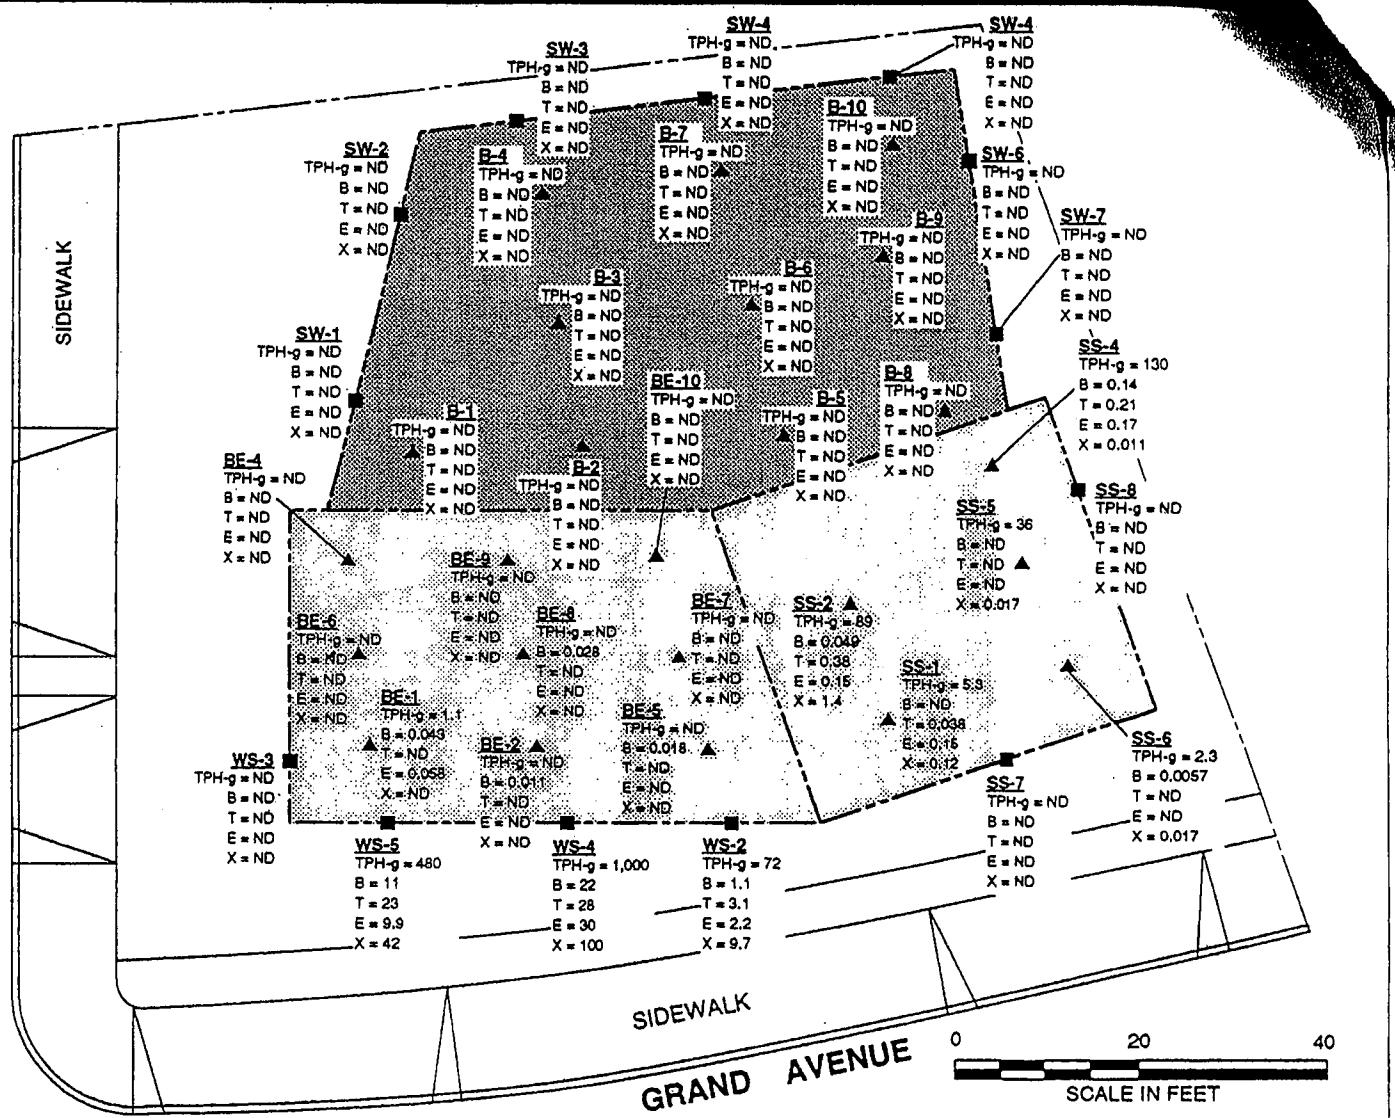 SW-4
TPH-g = ND
B = ND
T = ND
E = ND
X = ND
SW-4
TPH-g = ND
B = ND
T = ND
E = ND
X = ND
SW-3
TPH-g = ND
B = ND
T = ND
E = ND
X = ND
SW-2
TPH-g = ND
B = ND
T = ND
E = ND
X = ND
B-4
TPH-g = ND
B = ND
T = ND
E = ND
X = ND
B-7
TPH-g = ND
B = ND
T = ND
E = ND
X = ND
B-10
TPH-g = ND
B = ND
T = ND
E = ND
X = ND
SW-6
TPH-g = ND
B = ND
T = ND
E = ND
X = ND
SW-7
TPH-g = ND
B = ND
T = ND
E = ND
X = ND
B-9
TPH-g = ND
B = ND
T = ND
E = ND
X = ND
SIDEWALK
B-3
TPH-g = ND
B = ND
T = ND
E = ND
X = ND
B-6
TPH-g = ND
B = ND
T = ND
E = ND
X = ND
SW-1
TPH-g = ND
B = ND
T = ND
E = ND
X = ND
SS-4
TPH-g = 130
B = 0.14
T = 0.21
E = 0.17
X = 0.011
BE-10
TPH-g = ND
B = ND
T = ND
E = ND
X = ND
B-8
TPH-g = ND
B = ND
T = ND
E = ND
X = ND
B-1
TPH-g = ND
B = ND
T = ND
E = ND
X = ND
B-5
TPH-g = ND
B = ND
T = ND
E = ND
X = ND
BE-4
TPH-g = ND
B = ND
T = ND
E = ND
X = ND
B-2
TPH-g = ND
B = ND
T = ND
E = ND
X = ND
SS-8
TPH-g = ND
B = ND
T = ND
E = ND
X = ND
SS-5
TPH-g = 36
B = ND
T = ND
E = ND
X = 0.017
BE-9
TPH-g = ND
B = ND
T = ND
E = ND
X = ND
BE-8
TPH-g = ND
B = 0.028
T = ND
E = ND
X = ND
BE-7
TPH-g = ND
B = ND
T = ND
E = ND
X = ND
SS-2
TPH-g = 89
B = 0.049
T = 0.38
E = 0.15
X = 1.4
BE-6
TPH-g = ND
B = ND
T = ND
E = ND
X = ND
SS-1
TPH-g = 5.3
B = ND
T = 0.038
E = 0.15
X = 0.12
BE-1
TPH-g = 1.1
B = 0.043
T = ND
E = 0.058
X = ND
BE-2
TPH-g = ND
B = 0.011
T = ND
E = ND
X = ND
BE-5
TPH-g = ND
B = 0.018
T = ND
E = ND
X = ND
SS-6
TPH-g = 2.3
B = 0.0057
T = ND
E = ND
X = 0.017
WS-3
TPH-g = ND
B = ND
T = ND
E = ND
X = ND
SS-7
TPH-g = ND
B = ND
T = ND
E = ND
X = ND
WS-5
TPH-g = 480
B = 11
T = 23
E = 9.9
X = 42
WS-4
TPH-g = 1,000
B = 22
T = 28
E = 30
X = 100
WS-2
TPH-g = 72
B = 1.1
T = 3.1
E = 2.2
X = 9.7
SIDEWALK
GRAND AVENUE
0 20 40
SCALE IN FEET